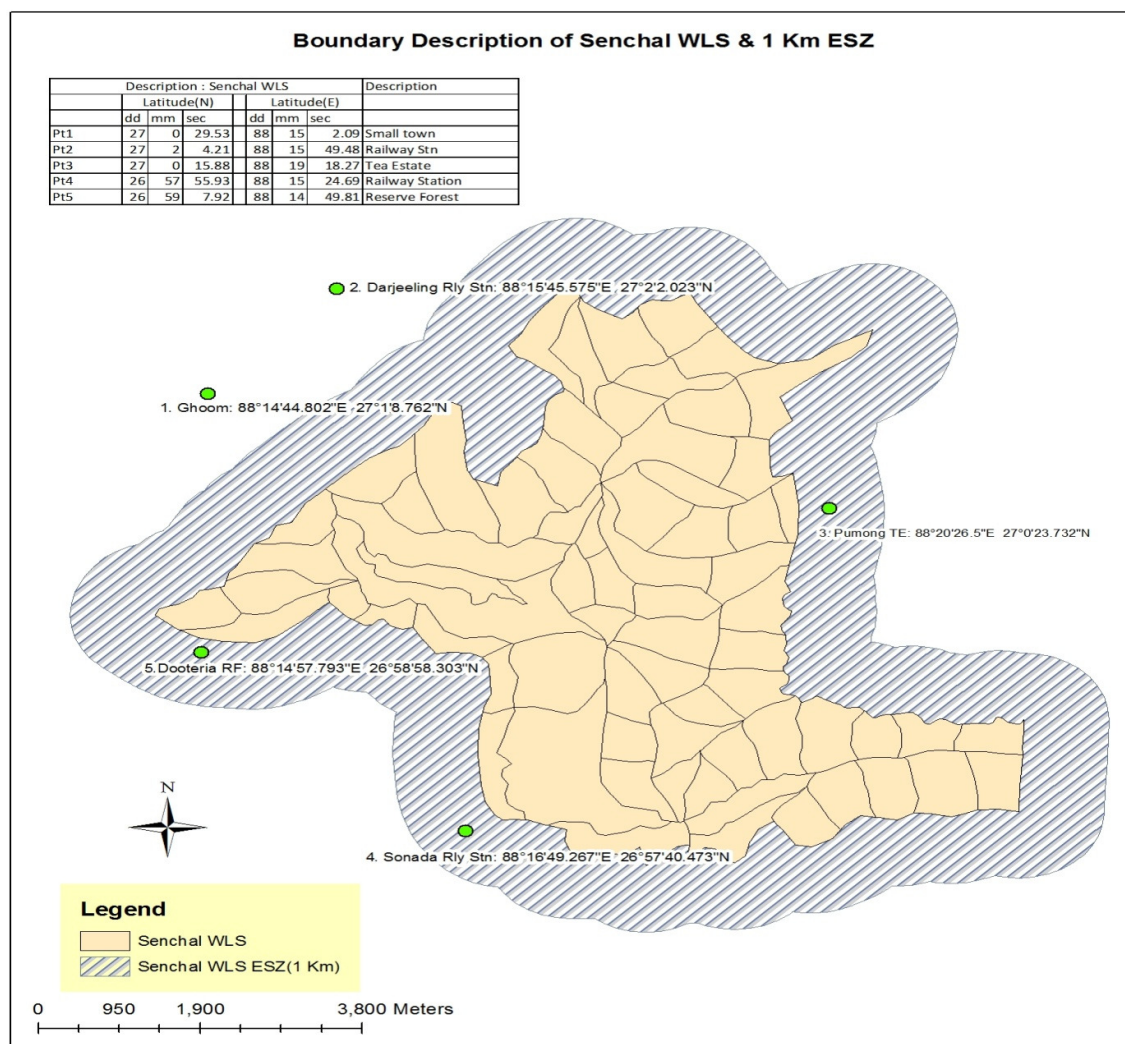 Boundary Description of Senchal WLS & 1 Km ESZ
Description : Senchal WLS Description
Latitude(N) Latitude(E)
dd mm sec dd mm sec
Pt1 27 0 29.53 88 15 2.09 Small town
Pt2 27 2 4.21 88 15 49.48 Railway Stn
Pt3 27 0 15.88 88 19 18.27 Tea Estate
Pt4 26 57 55.93 88 15 24.69 Railway Station
Pt5 26 59 7.92 88 14 49.81 Reserve Forest
2. Darjeeling Rly Stn: 88°15'45.575"E 27°2'2.023"N
1. Ghoom: 88°14'44.802"E 27°1'8.762"N
3. Pumong TE: 88°20'26.5"E 27°0'23.732"N
5.Dooteria RF: 88°14'57.793"E 26°58'58.303"N
4. Sonada Rly Stn: 88°16'49.267"E 26°57'40.473"N
N
Legend
Senchal WLS
Senchal WLS ESZ(1 Km)
0 950 1,900 3,800 Meters